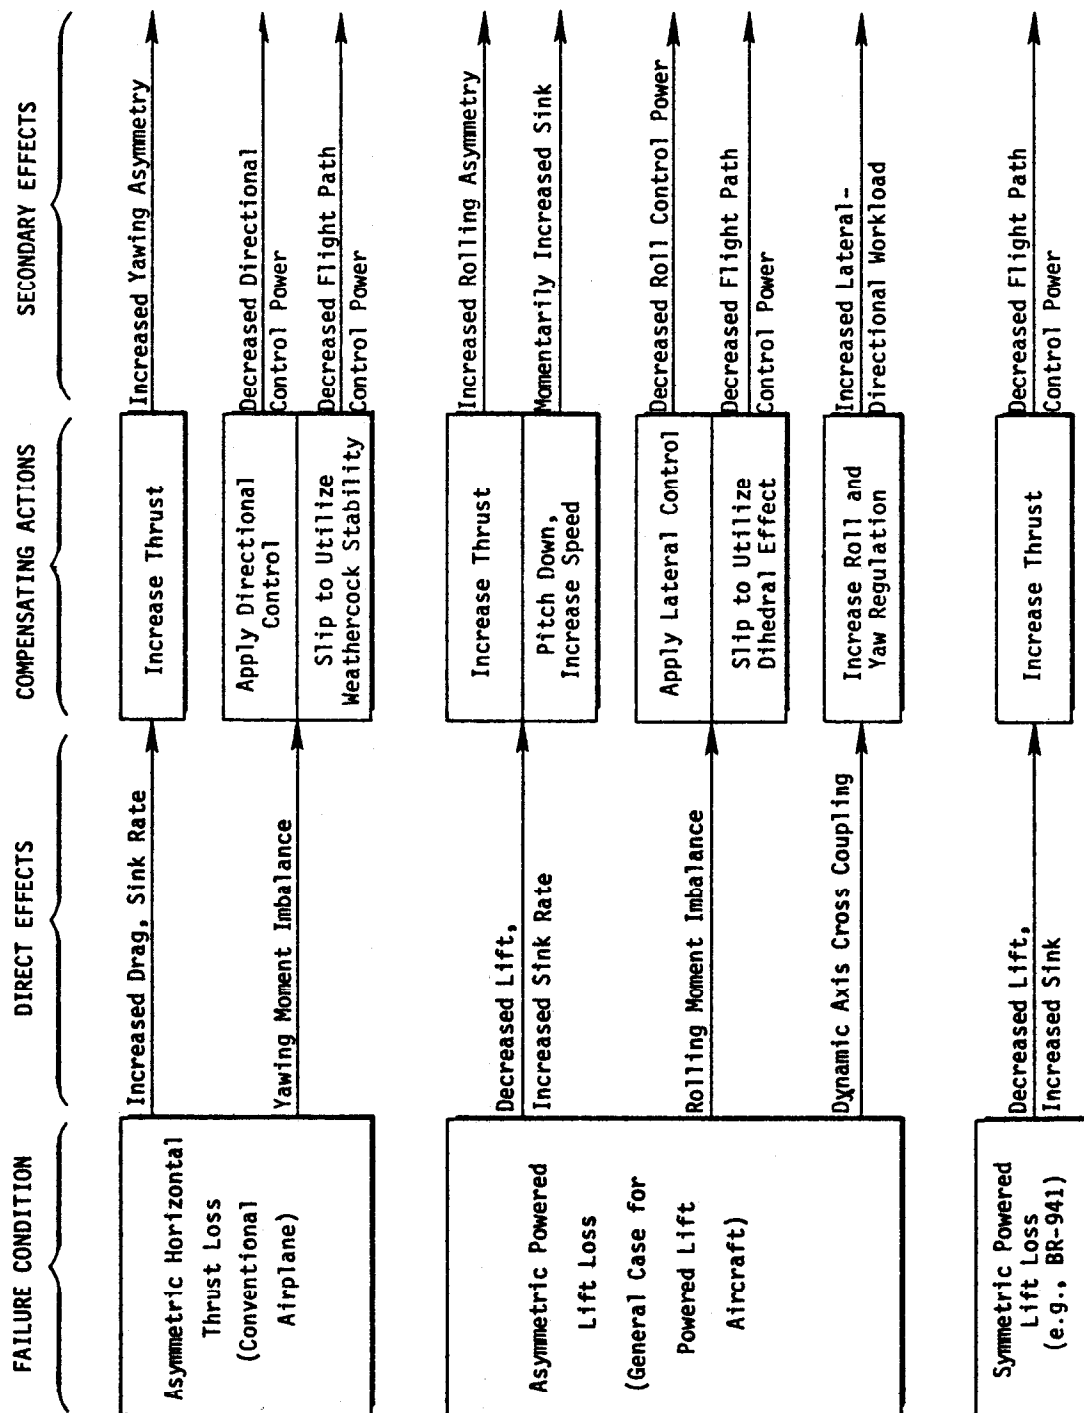 FAILURE CONDITION
DIRECT EFFECTS
COMPENSATING ACTIONS
SECONDARY EFFECTS
Asymmetric Horizontal
Thrust Loss
(Conventional
Airplane)
Increased Drag, Sink Rate
Increase Thrust
Increased Yawing Asymmetry
Yawing Moment Imbalance
Apply Directional
Control
Decreased Directional
Control Power
Slip to Utilize
Weathercock Stability
Decreased Flight Path
Control Power
Asymmetric Powered
Lift Loss
(General Case for
Powered Lift
Aircraft)
Decreased Lift,
Increased Sink Rate
Increase Thrust
Increased Rolling Asymmetry
Pitch Down,
Increase Speed
Momentarily Increased Sink
Rolling Moment Imbalance
Apply Lateral Control
Decreased Roll Control Power
Slip to Utilize
Dihedral Effect
Decreased Flight Path
Control Power
Dynamic Axis Cross Coupling
Increase Roll and
Yaw Regulation
Increased Lateral-
Directional Workload
Symmetric Powered
Lift Loss
(e.g., BR-941)
Decreased Lift,
Increased Sink
Increase Thrust
Decreased Flight Path
Control Power